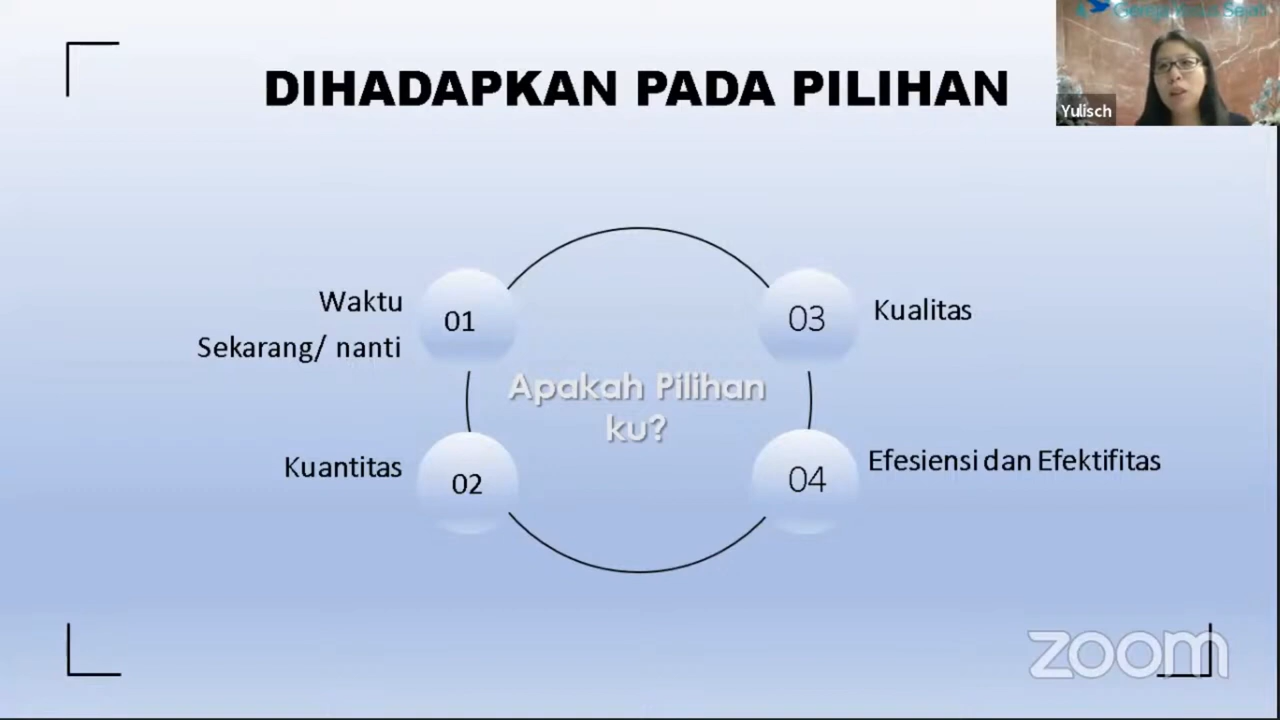 DIHADAPKAN PADA PILIHAN
Yulisch
Waktu
Sekarang/ nanti
01
03
Kualitas
Apakah Pilihan
ku?
Kuantitas
02
04
Efesiensi dan Efektifitas
zoom